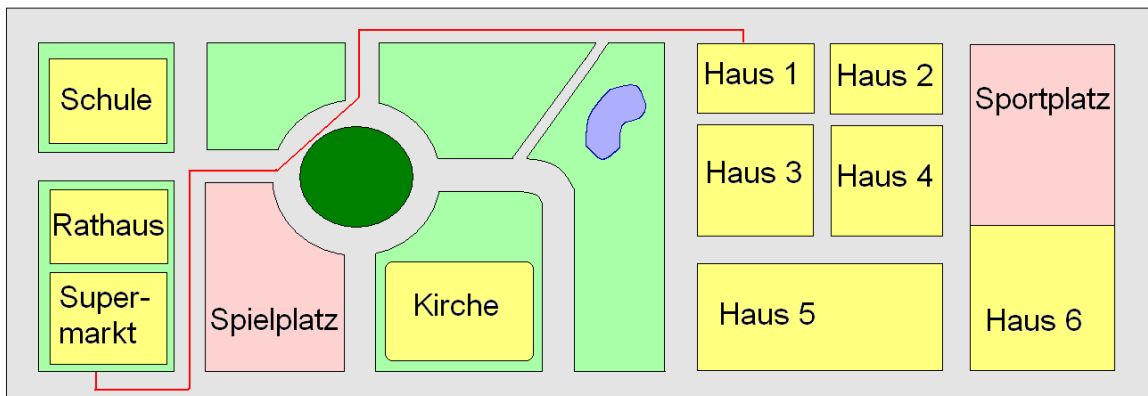 Schule
Rathaus
Super-
markt
Spielplatz
Kirche
Haus 1
Haus 2
Haus 3
Haus 4
Haus 5
Sportplatz
Haus 6